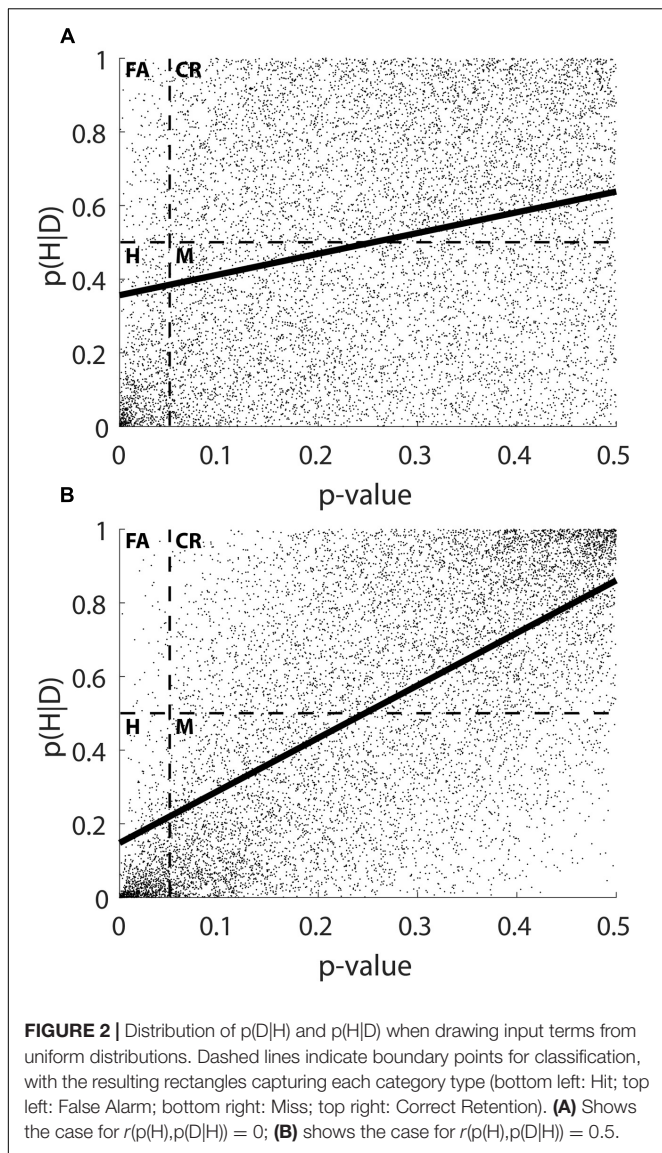 A
1
0.8
0.6
0.4
0.2
0
p(H|D)
FA CR
H M
0 0.1 0.2 0.3 0.4 0.5
p-value
B
1
0.8
0.6
0.4
0.2
0
p(H|D)
FA CR
H M
0 0.1 0.2 0.3 0.4 0.5
p-value
FIGURE 2 | Distribution of p(D|H) and p(H|D) when drawing input terms from
uniform distributions. Dashed lines indicate boundary points for classification,
with the resulting rectangles capturing each category type (bottom left: Hit; top
left: False Alarm; bottom right: Miss; top right: Correct Retention). (A) Shows
the case for r(p(H),p(D|H)) = 0; (B) shows the case for r(p(H),p(D|H)) = 0.5.